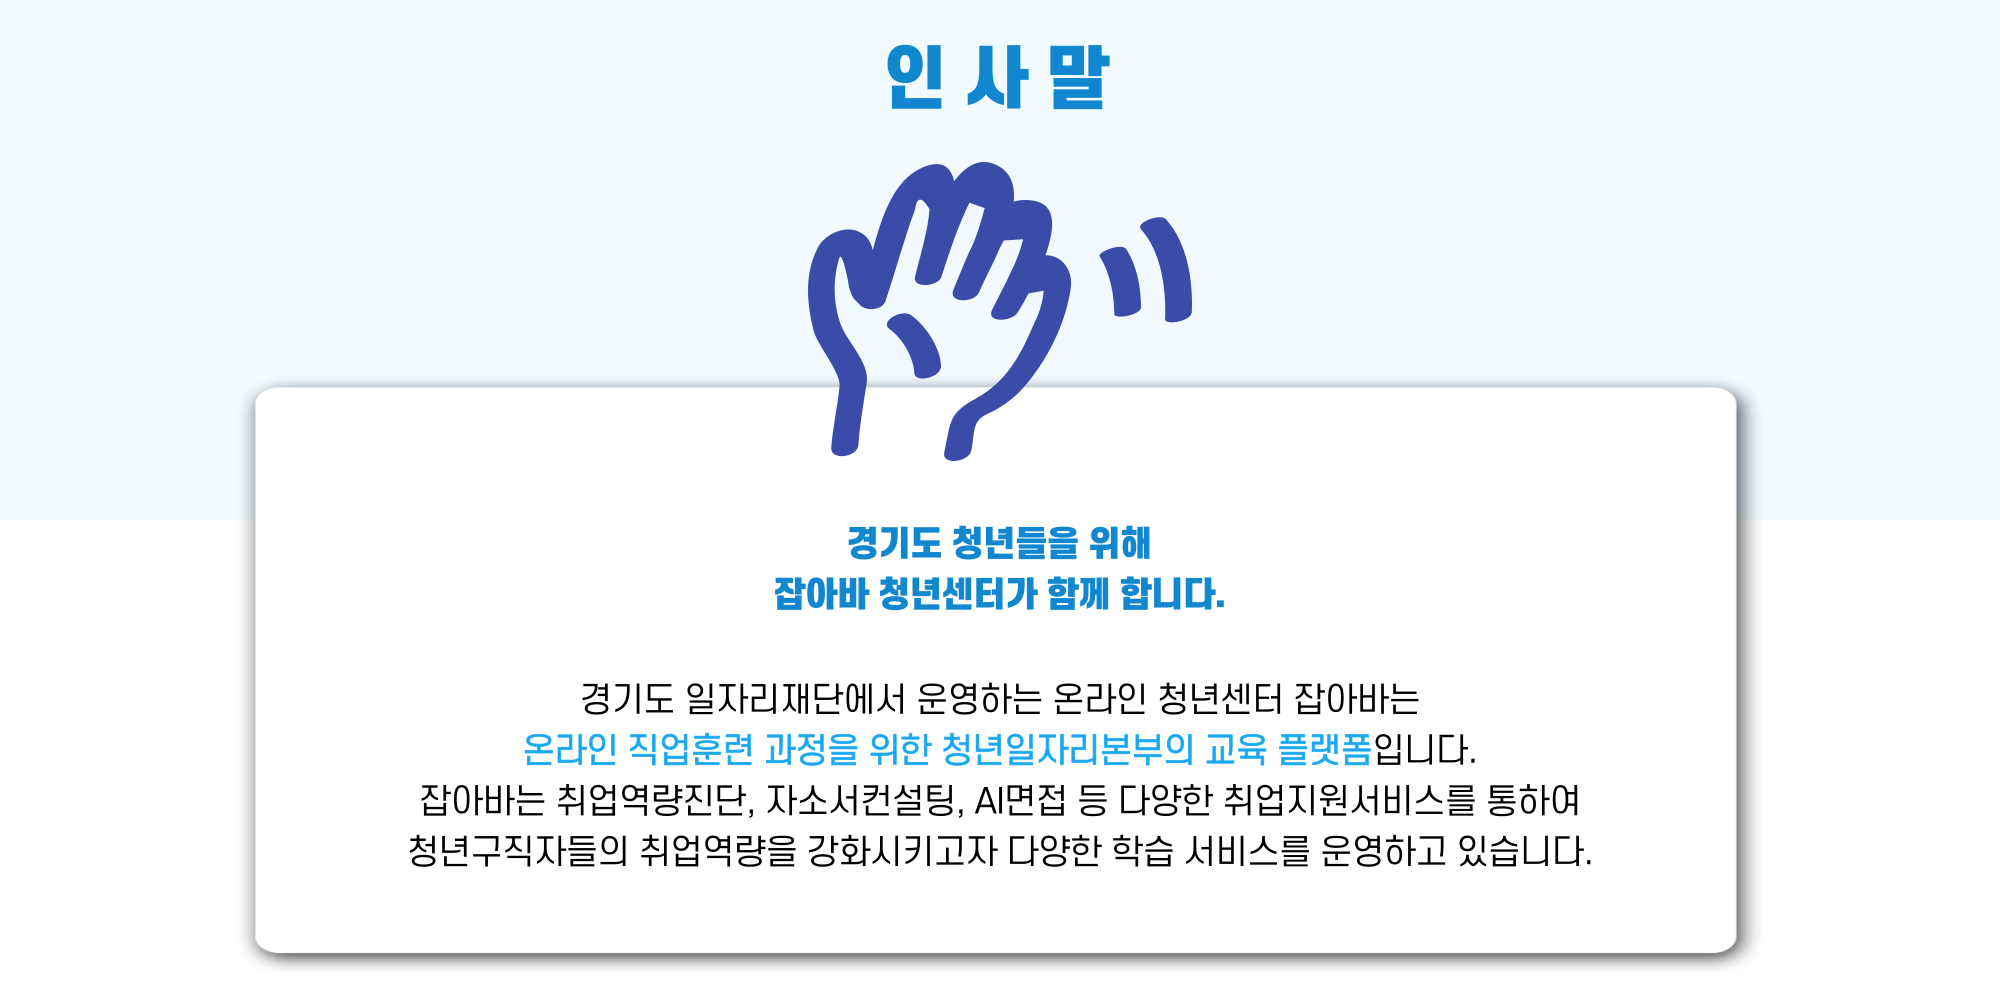 인 사 말
경기도 청년들을 위해
잡아바 청년센터가 함께 합니다.
경기도 일자리재단에서 운영하는 온라인 청년센터 잡아바는
온라인 직업훈련 과정을 위한 청년일자리본부의 교육 플랫폼입니다.
잡아바는 취업역량진단, 자소서컨설팅, AI면접 등 다양한 취업지원서비스를 통하여
청년구직자들의 취업역량을 강화시키고자 다양한 학습 서비스를 운영하고 있습니다.